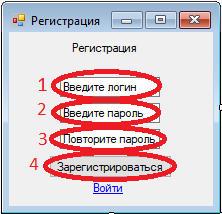 Регистрация
Регистрация
1 Введите логин
2 Введите пароль
3 Повторите пароль
4 Зарегистрироваться
Войти